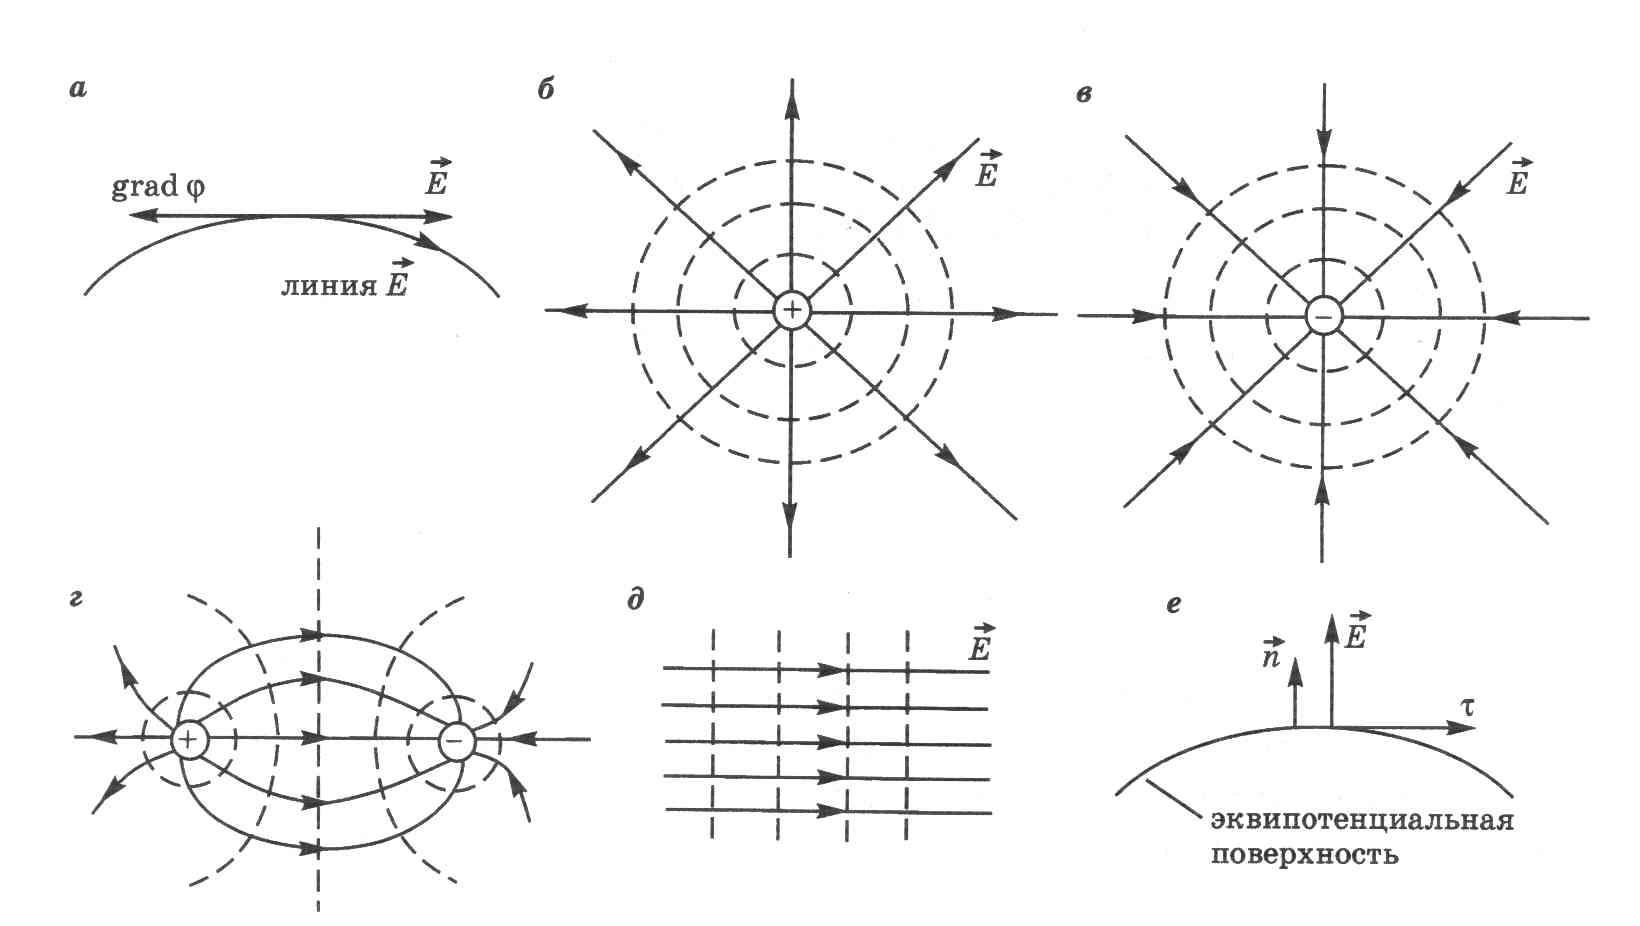 а
grad φ
E⃗
линия E⃗
б
E⃗
+
в
E⃗
−
г
+
−
д
E⃗
е
n⃗
E⃗
τ
эквипотенциальная
поверхность